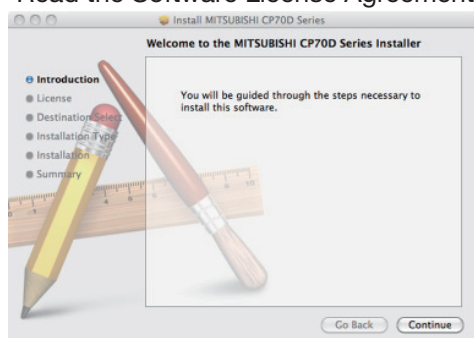 Read the Software License Agreement
Install MITSUBISHI CP70D Series
Welcome to the MITSUBISHI CP70D Series Installer
Introduction
License
Destination Select
Installation Type
Installation
Summary
You will be guided through the steps necessary to
install this software.
Go Back
Continue